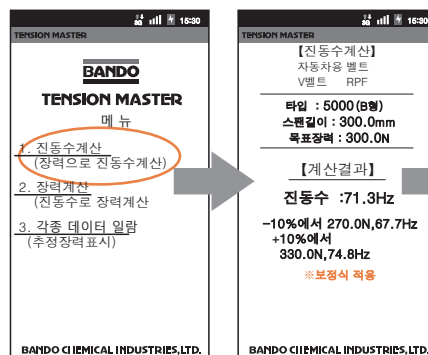 3G 16:30
TENSION MASTER
BANDO
TENSION MASTER
메 뉴
1. 진동수계산
(장력으로 진동수계산)
2. 장력계산
(진동수로 장력계산
3. 각종 데이터 일람
(추정장력표시)
BANDO CHEMICAL INDUSTRIES,LTD.
3G 16:30
TENSION MASTER
【진동수계산】
자동차용 벨트
V벨트 RPF
타입 : 5000(B형)
스팬길이 : 300.0mm
목표장력 : 300.0N
【계산결과】
진동수 :71.3Hz
-10%에서 270.0N,67.7Hz
+10%에서
330.0N,74.8Hz
※보정식 적용
BANDO CHEMICAL INDUSTRIES,LTD.